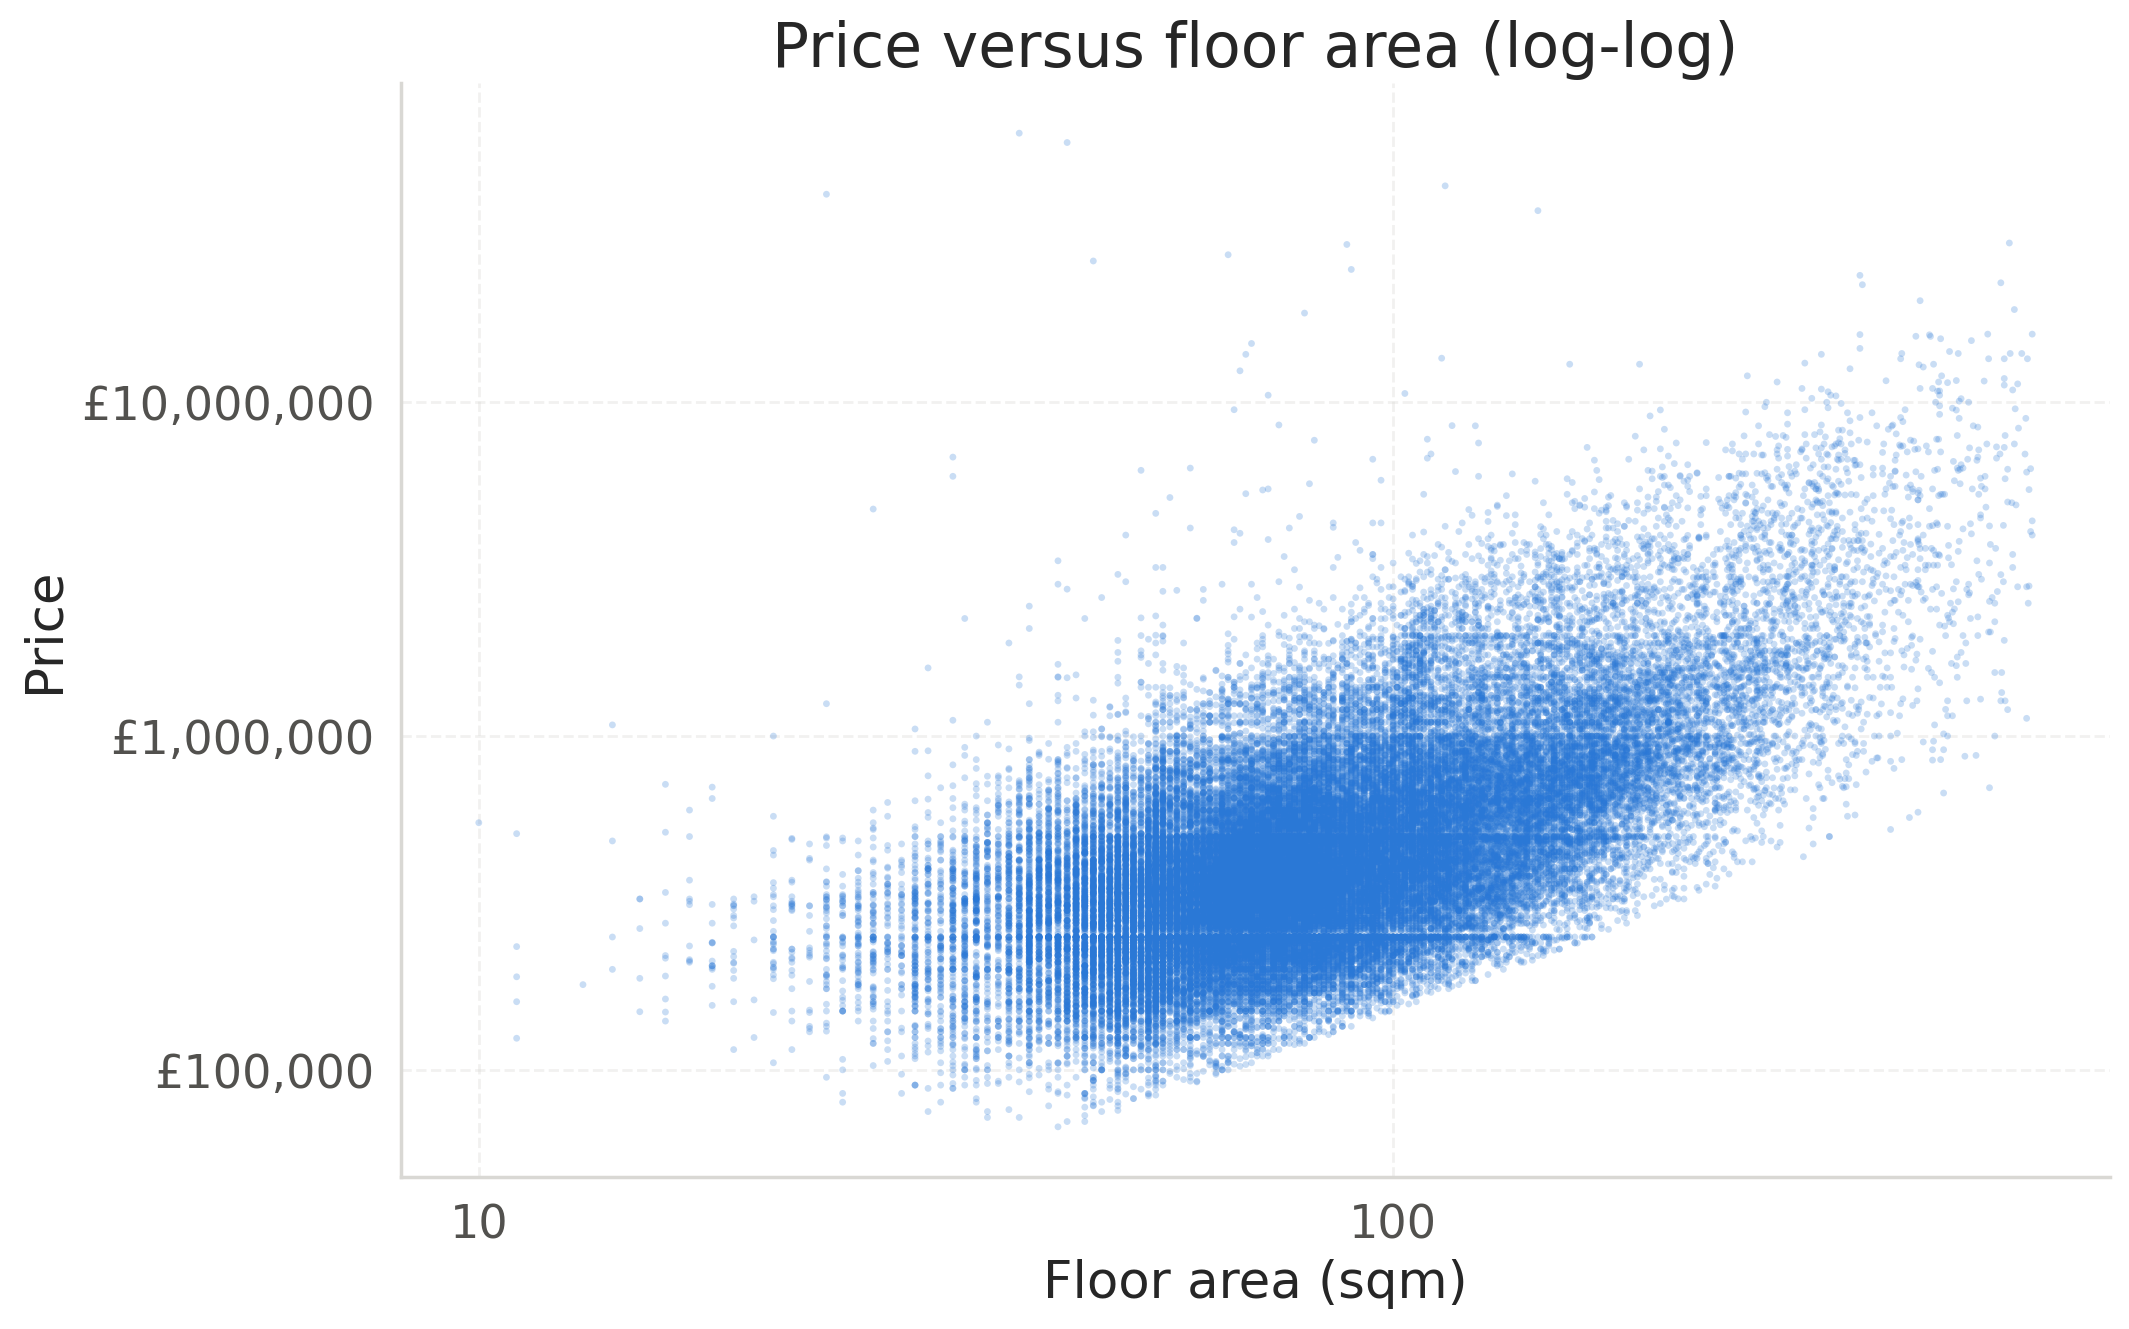 Price versus floor area (log-log)
£10,000,000
£1,000,000
£100,000
Price
10
100
Floor area (sqm)